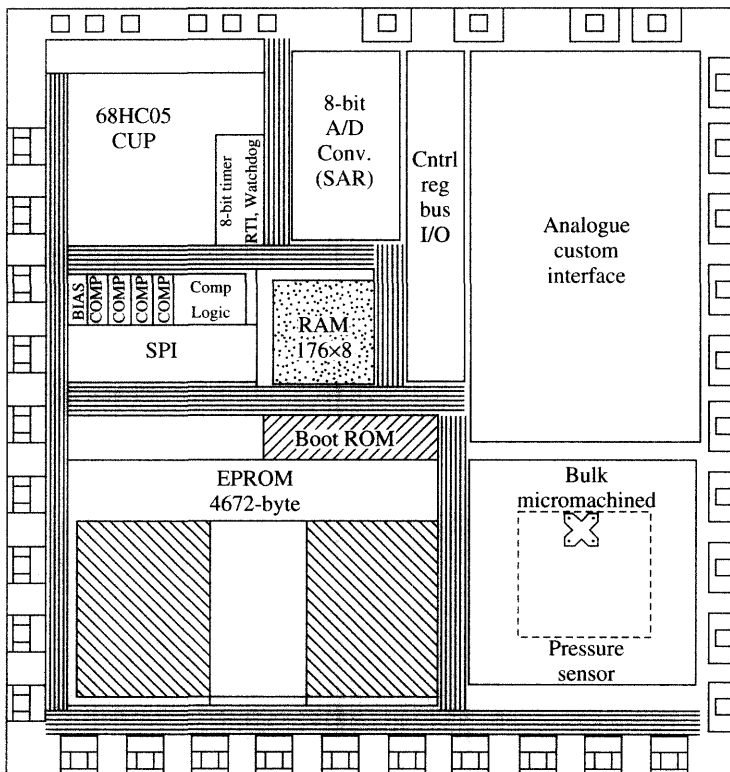 68HC05
CUP
8-bit timer
RTI, Watchdog
8-bit
A/D
Conv.
(SAR)
Cntrl
reg
bus
I/O
Analogue
custom
interface
BIAS
COMP
COMP
COMP
COMP
Comp
Logic
SPI
RAM
176×8
Boot ROM
EPROM
4672-byte
Bulk
micromachined
Pressure
sensor